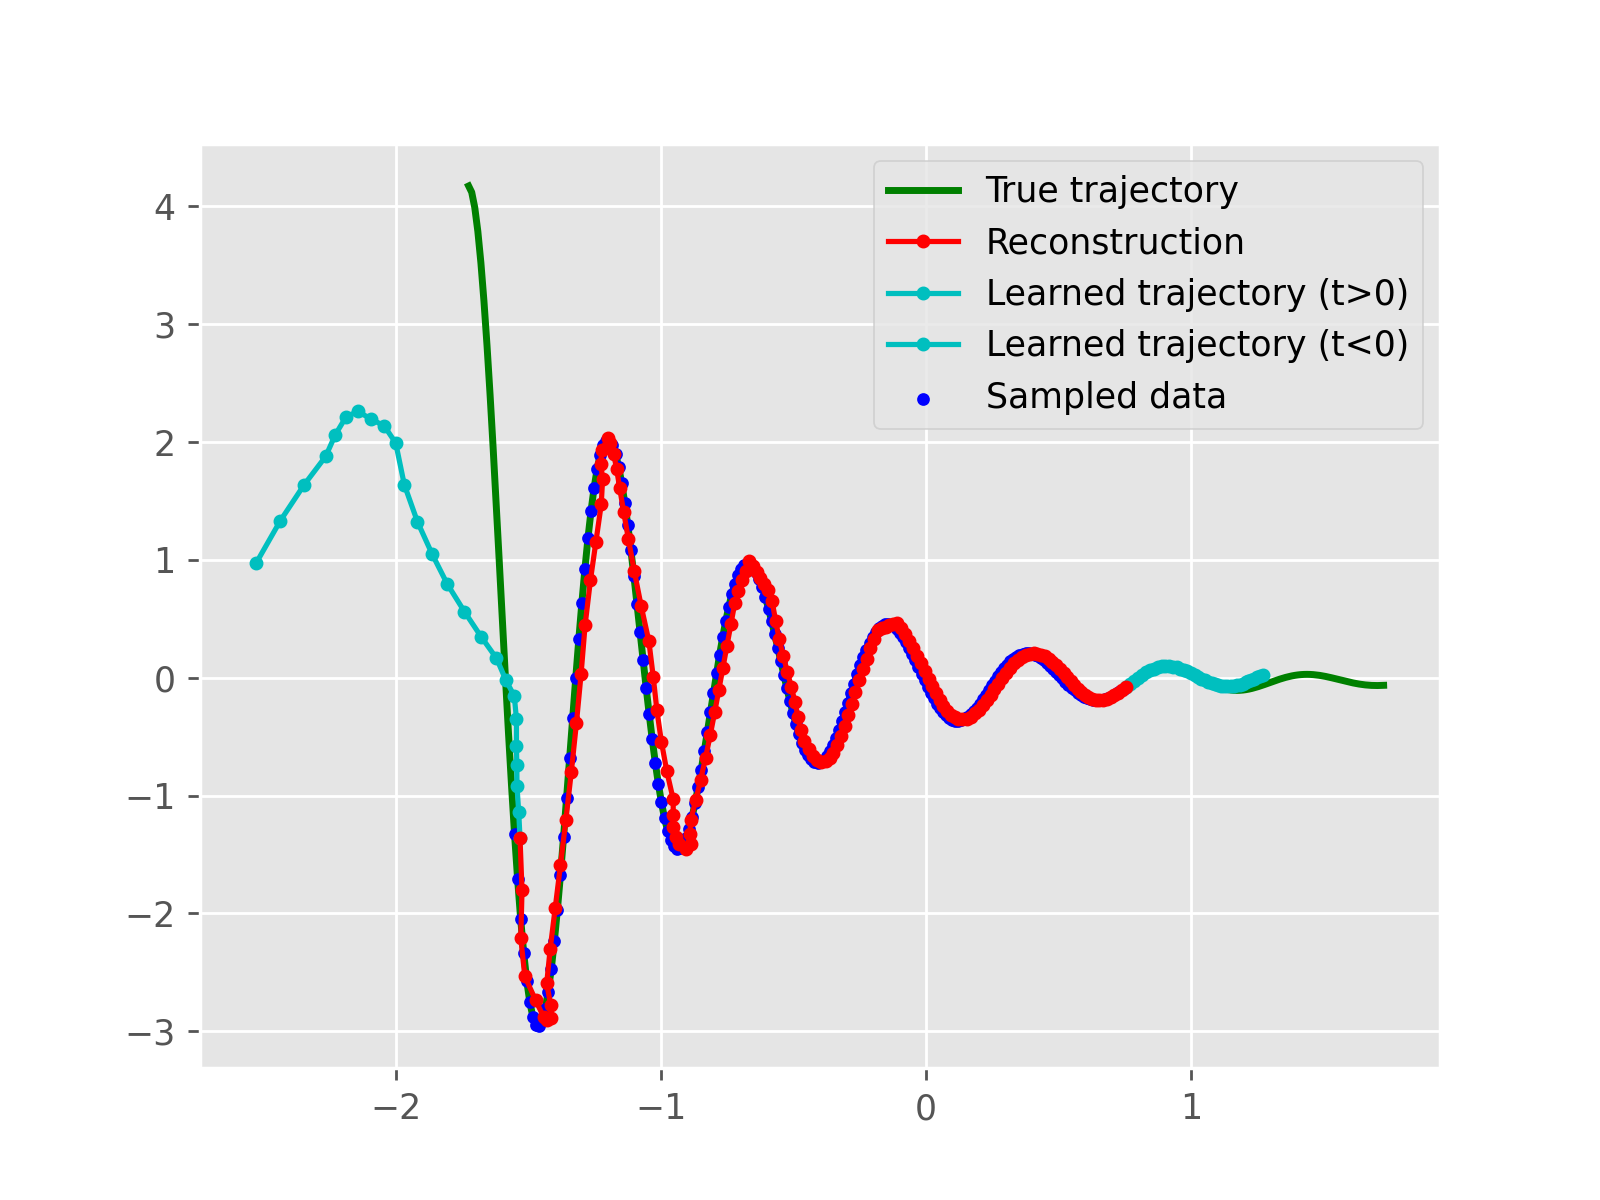 True trajectory
Reconstruction
Learned trajectory (t>0)
Learned trajectory (t<0)
Sampled data
4
3
2
1
0
−1
−2
−3
−2
−1
0
1